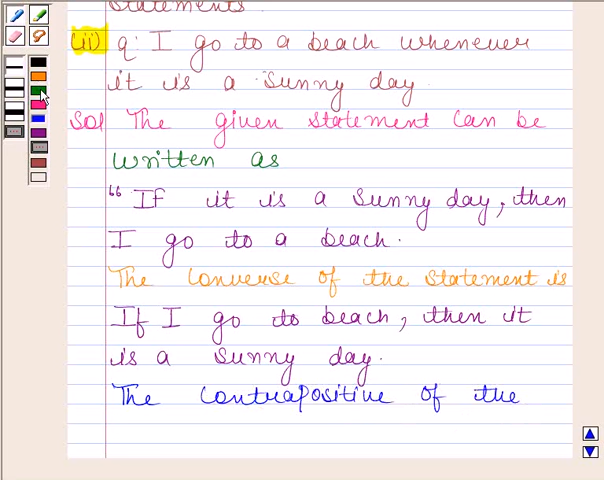 Statements.
(ii) q: I go to a beach whenever
it is a Sunny day
Sol The given statement can be
written as
"If it is a Sunny day, then
I go to a beach.
The Converse of the statement is
If I go to beach, then it
is a Sunny day.
The Contrapositive of the